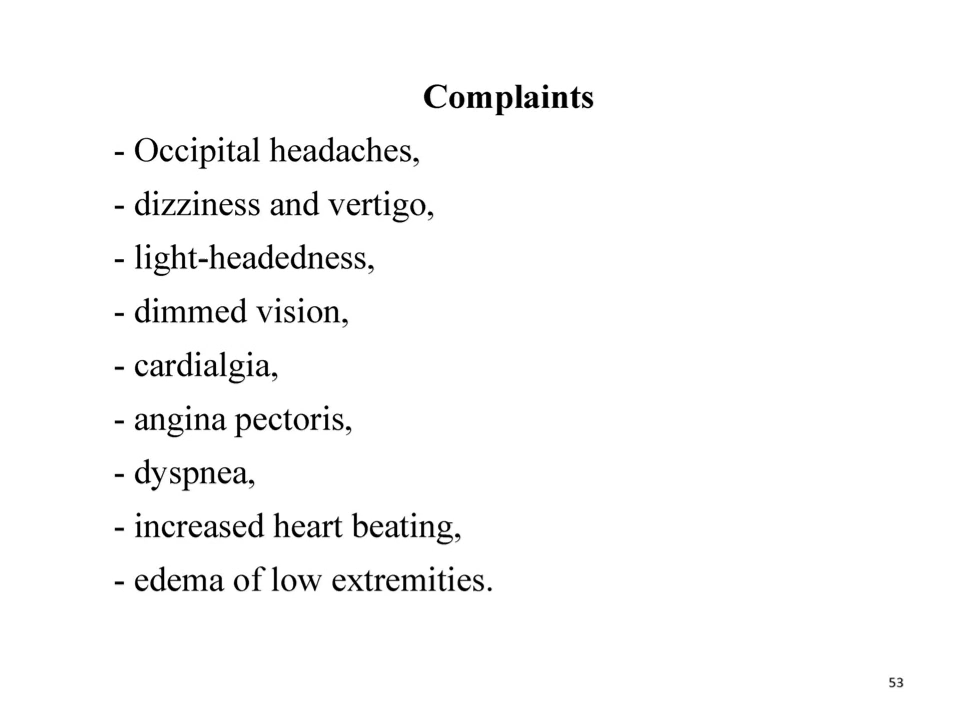 Complaints
- Occipital headaches,
- dizziness and vertigo,
- light-headedness,
- dimmed vision,
- cardialgia,
- angina pectoris,
- dyspnea,
- increased heart beating,
- edema of low extremities.
53